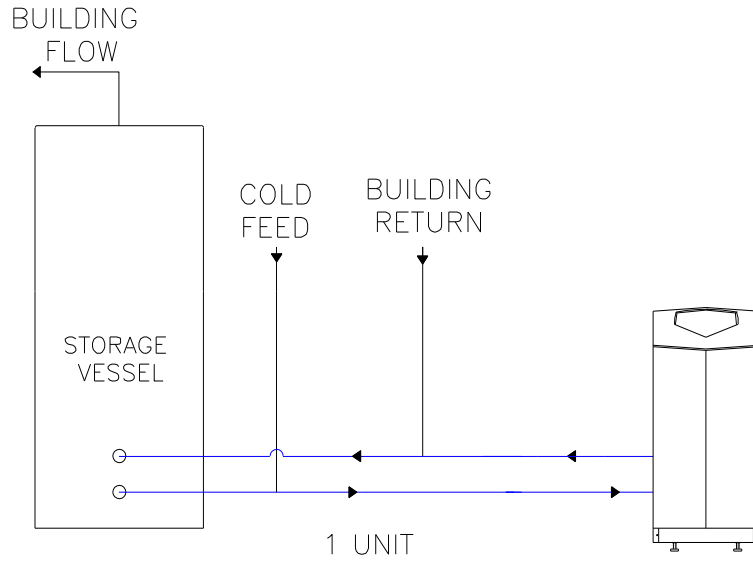 BUILDING
FLOW
COLD
FEED
BUILDING
RETURN
STORAGE
VESSEL
1 UNIT